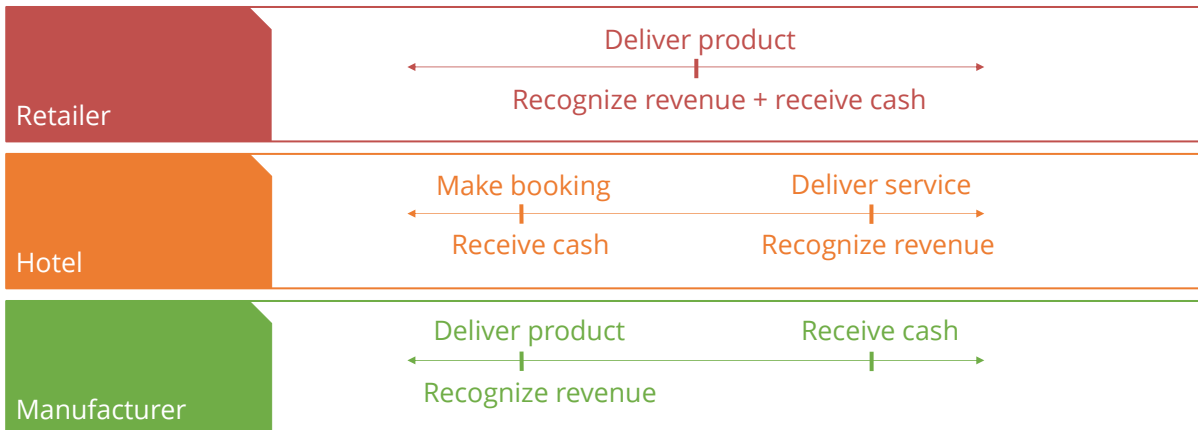 Deliver product
Recognize revenue + receive cash
Retailer
Make booking
Deliver service
Receive cash
Recognize revenue
Hotel
Deliver product
Receive cash
Recognize revenue
Manufacturer